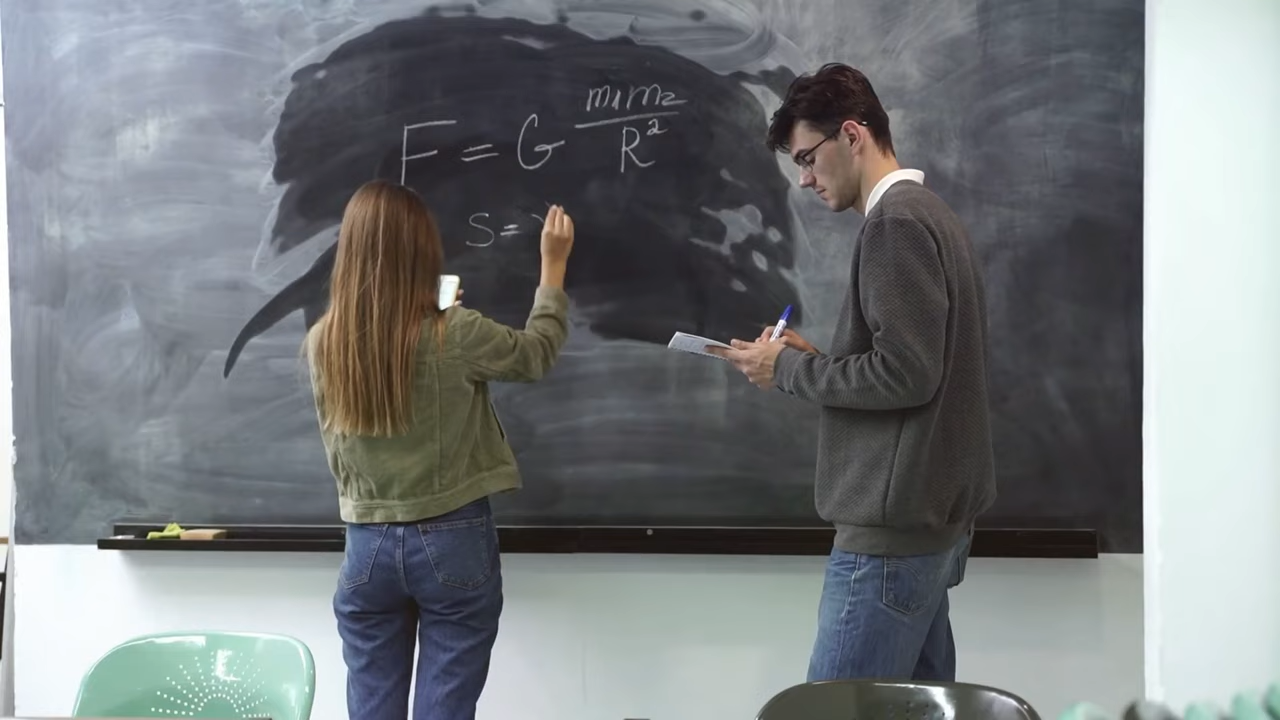 F = G m1m2/R²
S =